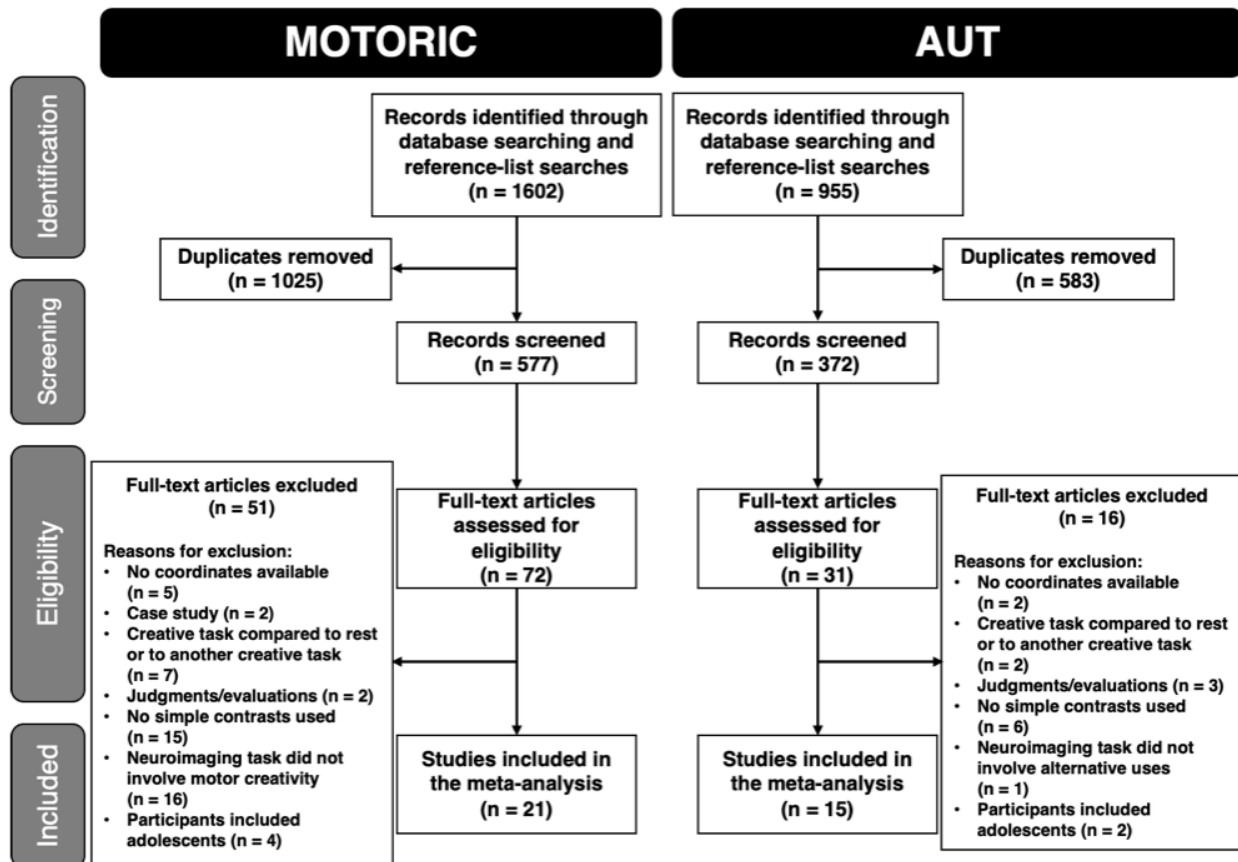 MOTORIC
AUT
Identification
Records identified through
database searching and
reference-list searches
(n = 1602)
Records identified through
database searching and
reference-list searches
(n = 955)
Duplicates removed
(n = 1025)
Duplicates removed
(n = 583)
Screening
Records screened
(n = 577)
Records screened
(n = 372)
Eligibility
Full-text articles excluded
(n = 51)
Reasons for exclusion:
• No coordinates available
(n = 5)
• Case study (n = 2)
• Creative task compared to rest
or to another creative task
(n = 7)
• Judgments/evaluations (n = 2)
• No simple contrasts used
(n = 15)
• Neuroimaging task did not
involve motor creativity
(n = 16)
• Participants included
adolescents (n = 4)
Full-text articles
assessed for
eligibility
(n = 72)
Full-text articles
assessed for
eligibility
(n = 31)
Full-text articles excluded
(n = 16)
Reasons for exclusion:
• No coordinates available
(n = 2)
• Creative task compared to rest
or to another creative task
(n = 2)
• Judgments/evaluations (n = 3)
• No simple contrasts used
(n = 6)
• Neuroimaging task did not
involve alternative uses
(n = 1)
• Participants included
adolescents (n = 2)
Included
Studies included in
the meta-analysis
(n = 21)
Studies included in
the meta-analysis
(n = 15)